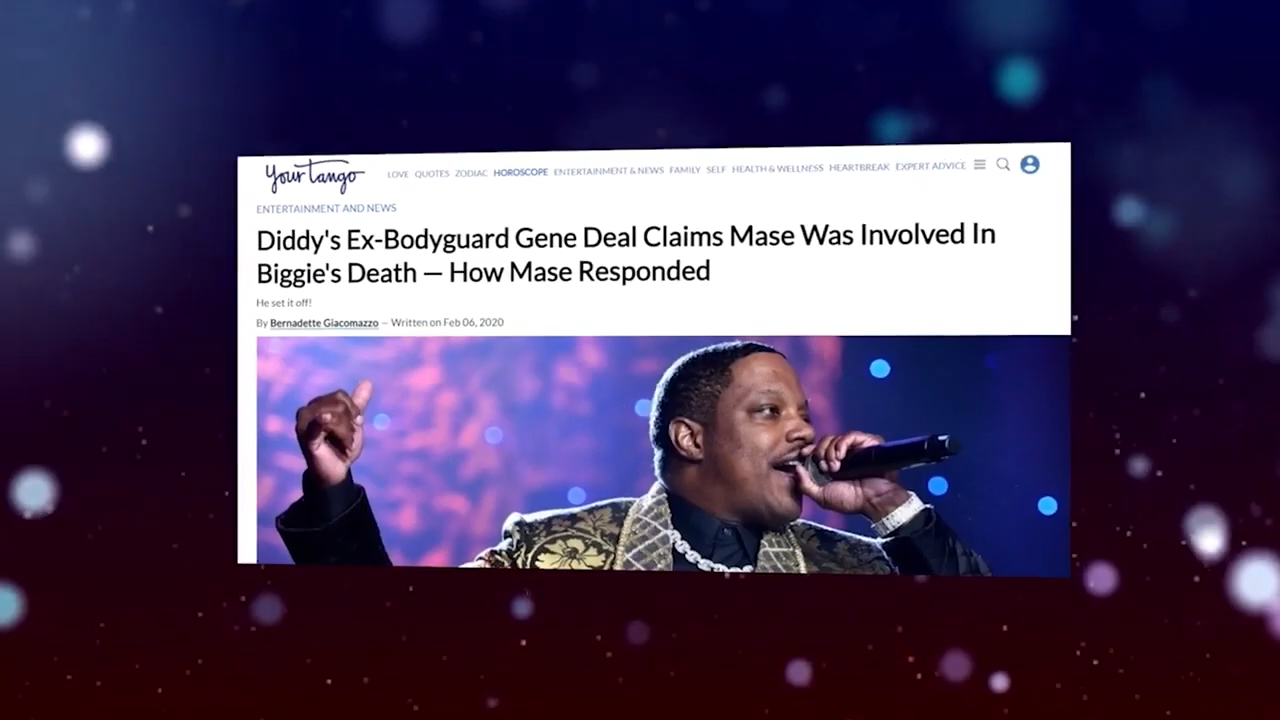 Your Tango
LOVE QUOTES ZODIAC HOROSCOPE ENTERTAINMENT & NEWS FAMILY SELF HEALTH & WELLNESS HEARTBREAK EXPERT ADVICE
ENTERTAINMENT AND NEWS
Diddy's Ex-Bodyguard Gene Deal Claims Mase Was Involved In
Biggie's Death — How Mase Responded
He set it off!
By Bernadette Giacomazzo — Written on Feb 06, 2020